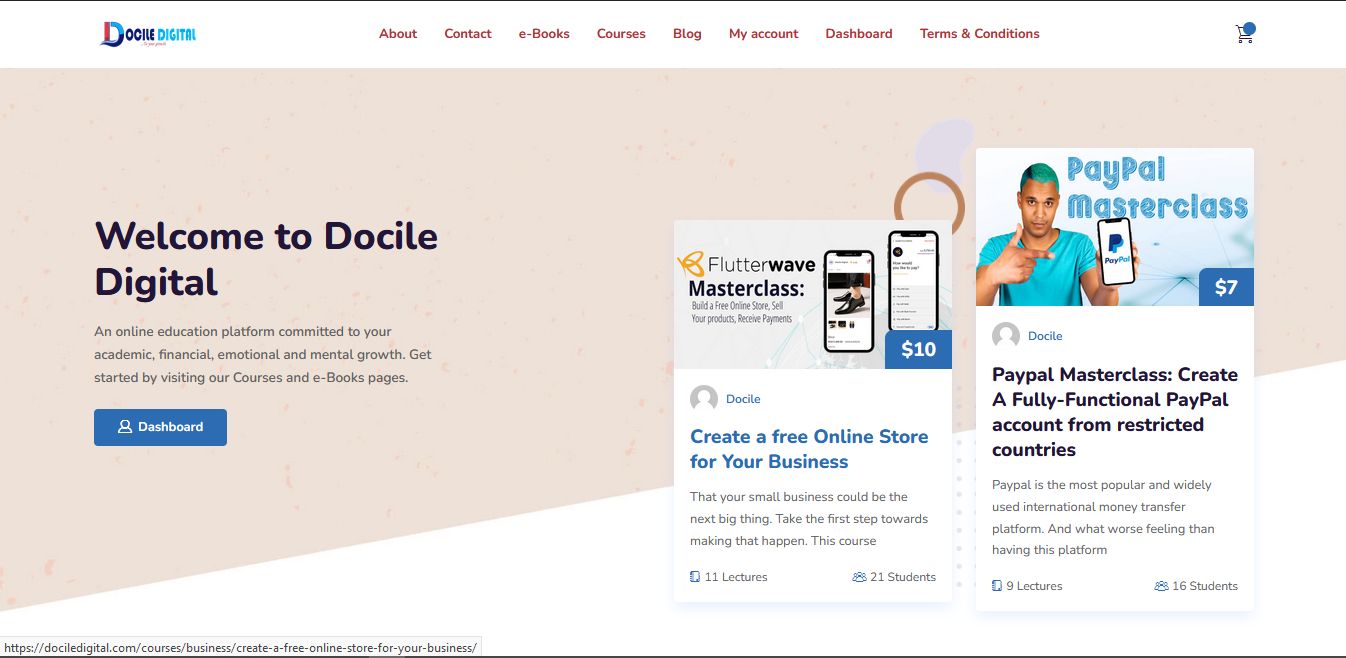 DOCILE DIGITAL
About
Contact
e-Books
Courses
Blog
My account
Dashboard
Terms & Conditions
Welcome to Docile
Digital
An online education platform committed to your
academic, financial, emotional and mental growth. Get
started by visiting our Courses and e-Books pages.
Dashboard
Flutterwave
Masterclass:
Build a Free Online Store, Sell
Your products, Receive Payments
How would
you like to pay?
$10
Docile
Create a free Online Store
for Your Business
That your small business could be the
next big thing. Take the first step towards
making that happen. This course
11 Lectures
21 Students
PayPal
Masterclass
PayPal
$7
Docile
Paypal Masterclass: Create
A Fully-Functional PayPal
account from restricted
countries
Paypal is the most popular and widely
used international money transfer
platform. And what worse feeling than
having this platform
9 Lectures
16 Students
https://dociledigital.com/courses/business/create-a-free-online-store-for-your-business/